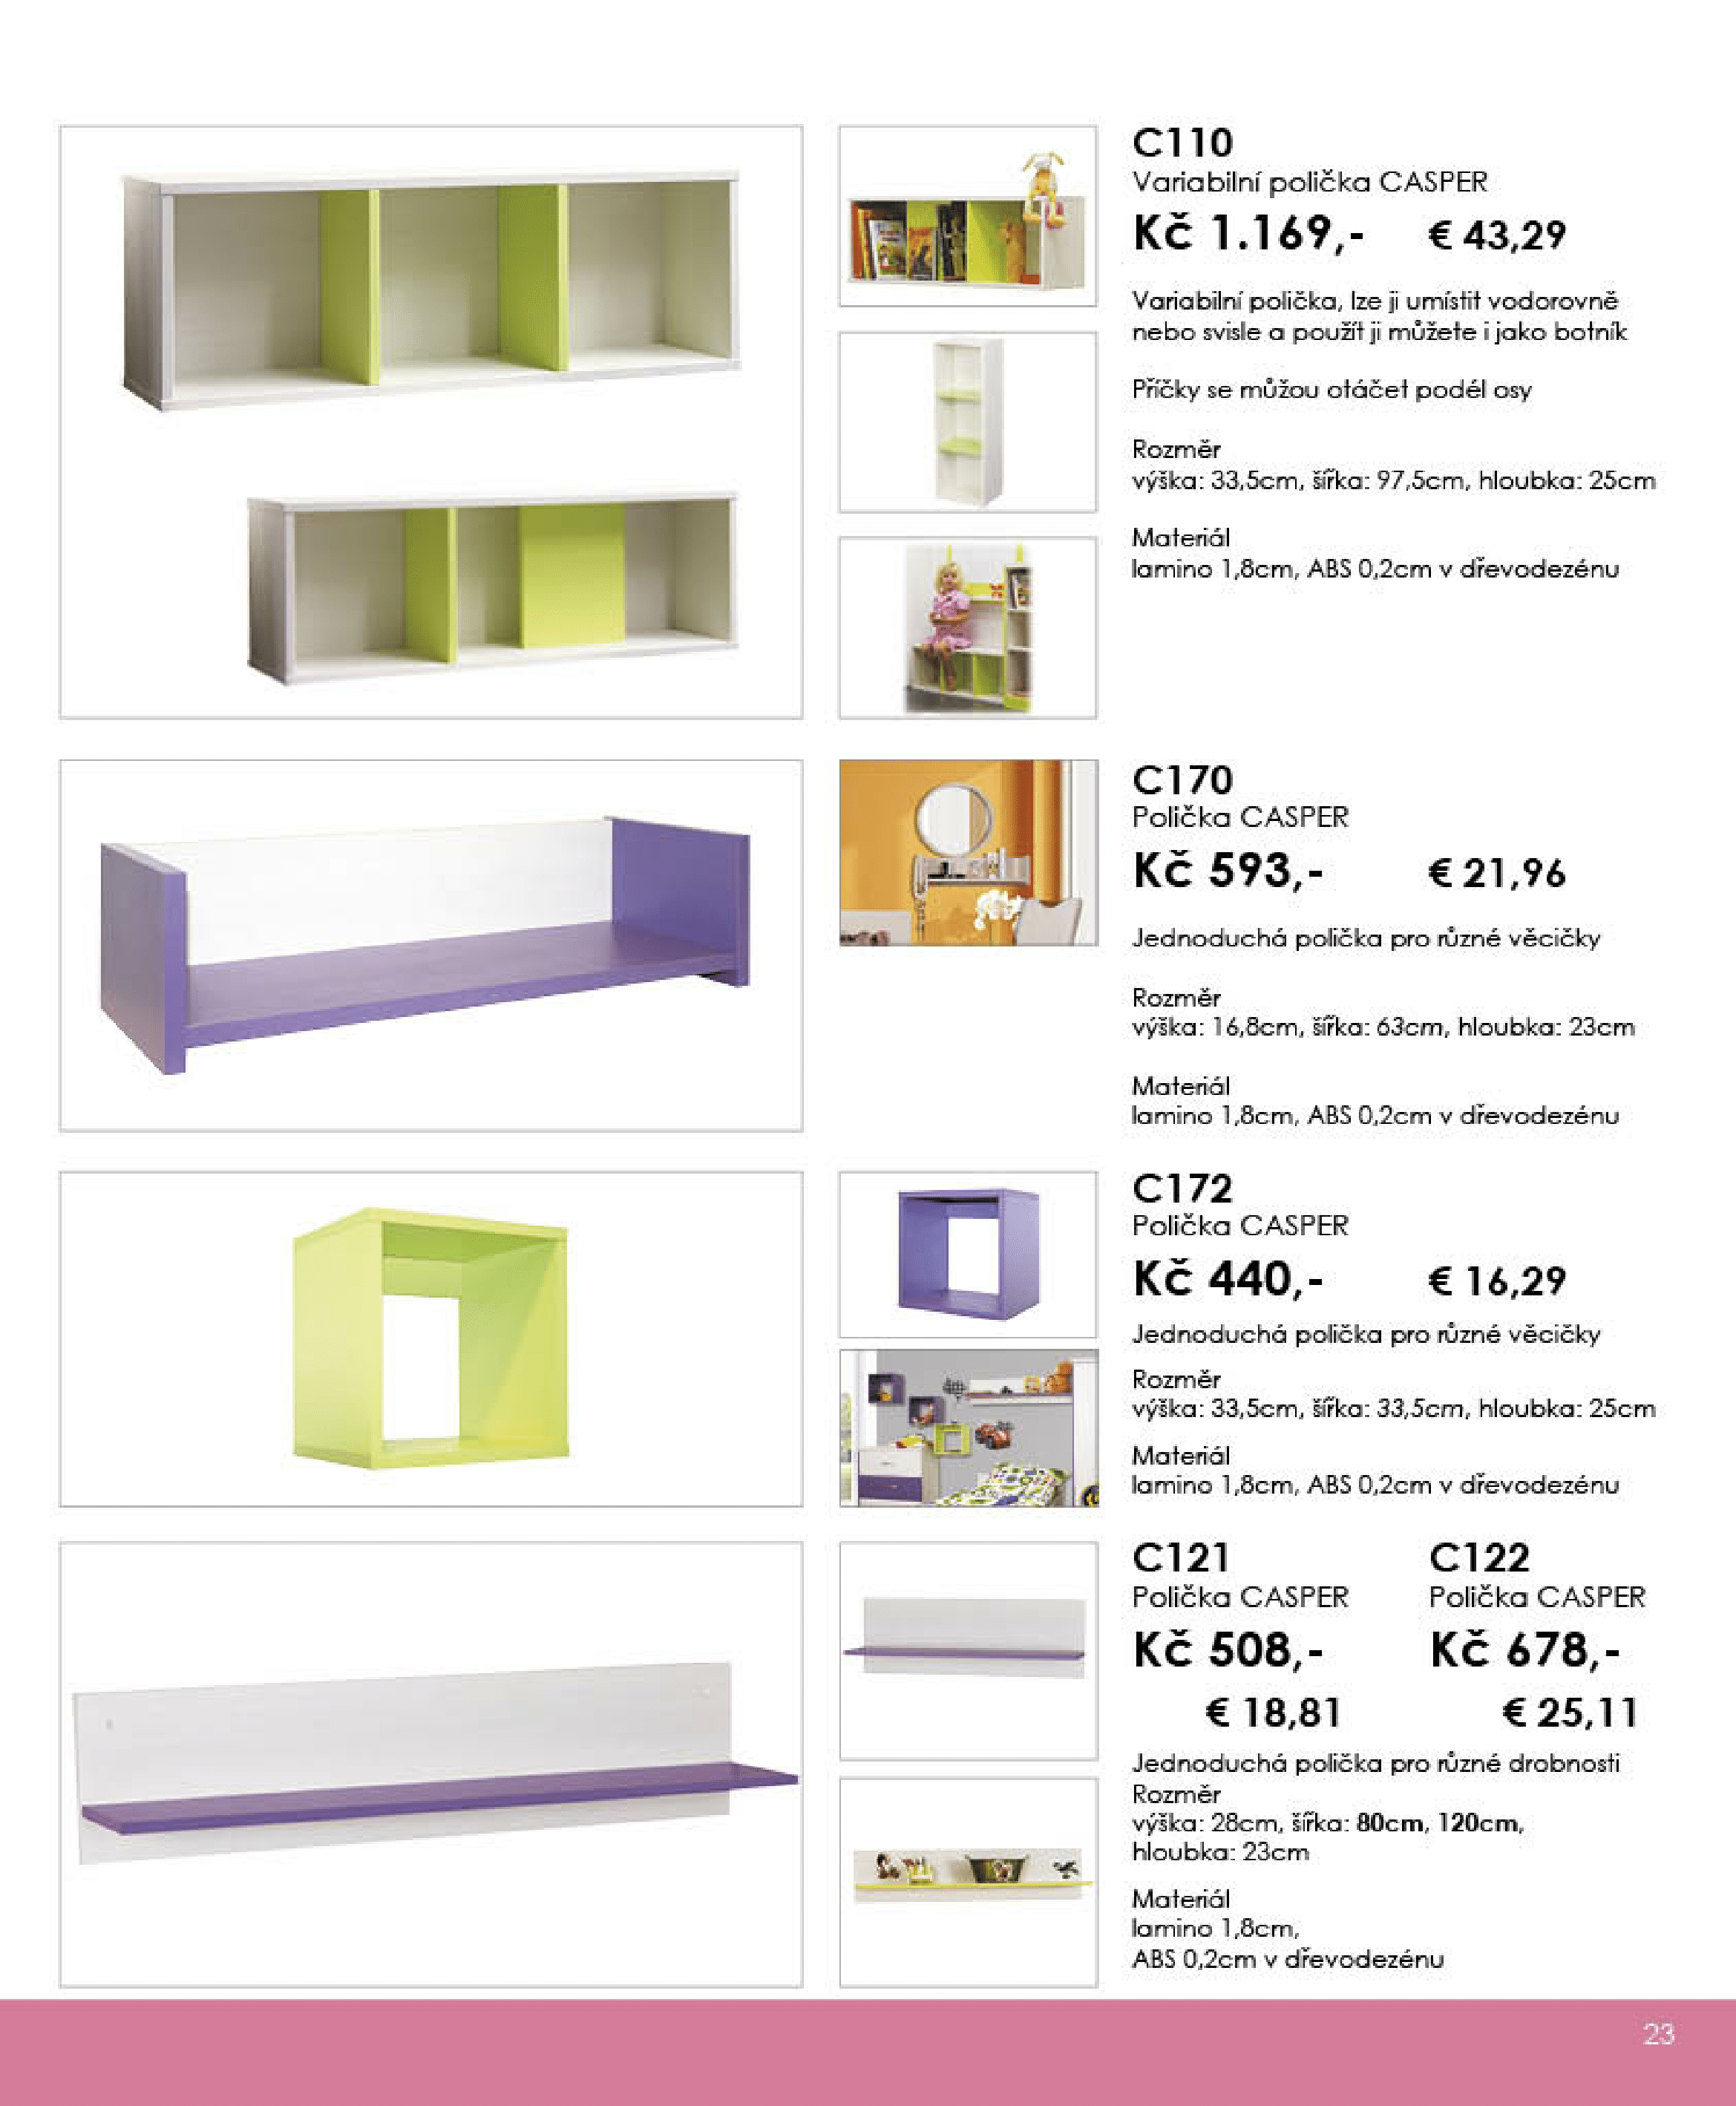 C110
Variabilní polička CASPER
Kč 1.169,- € 43,29
Variabilní polička, lze ji umístit vodorovně
nebo svisle a použít ji můžete i jako botník
Příčky se můžou otáčet podél osy
Rozměr
výška: 33,5cm, šířka: 97,5cm, hloubka: 25cm
Materiál
lamino 1,8cm, ABS 0,2cm v dřevodezénu
C170
Polička CASPER
Kč 593,- € 21,96
Jednoduchá polička pro různé věcičky
Rozměr
výška: 16,8cm, šířka: 63cm, hloubka: 23cm
Materiál
lamino 1,8cm, ABS 0,2cm v dřevodezénu
C172
Polička CASPER
Kč 440,- € 16,29
Jednoduchá polička pro různé věcičky
Rozměr
výška: 33,5cm, šířka: 33,5cm, hloubka: 25cm
Materiál
lamino 1,8cm, ABS 0,2cm v dřevodezénu
C121 C122
Polička CASPER Polička CASPER
Kč 508,- Kč 678,-
€ 18,81 € 25,11
Jednoduchá polička pro různé drobnosti
Rozměr
výška: 28cm, šířka: 80cm, 120cm,
hloubka: 23cm
Materiál
lamino 1,8cm,
ABS 0,2cm v dřevodezénu
23